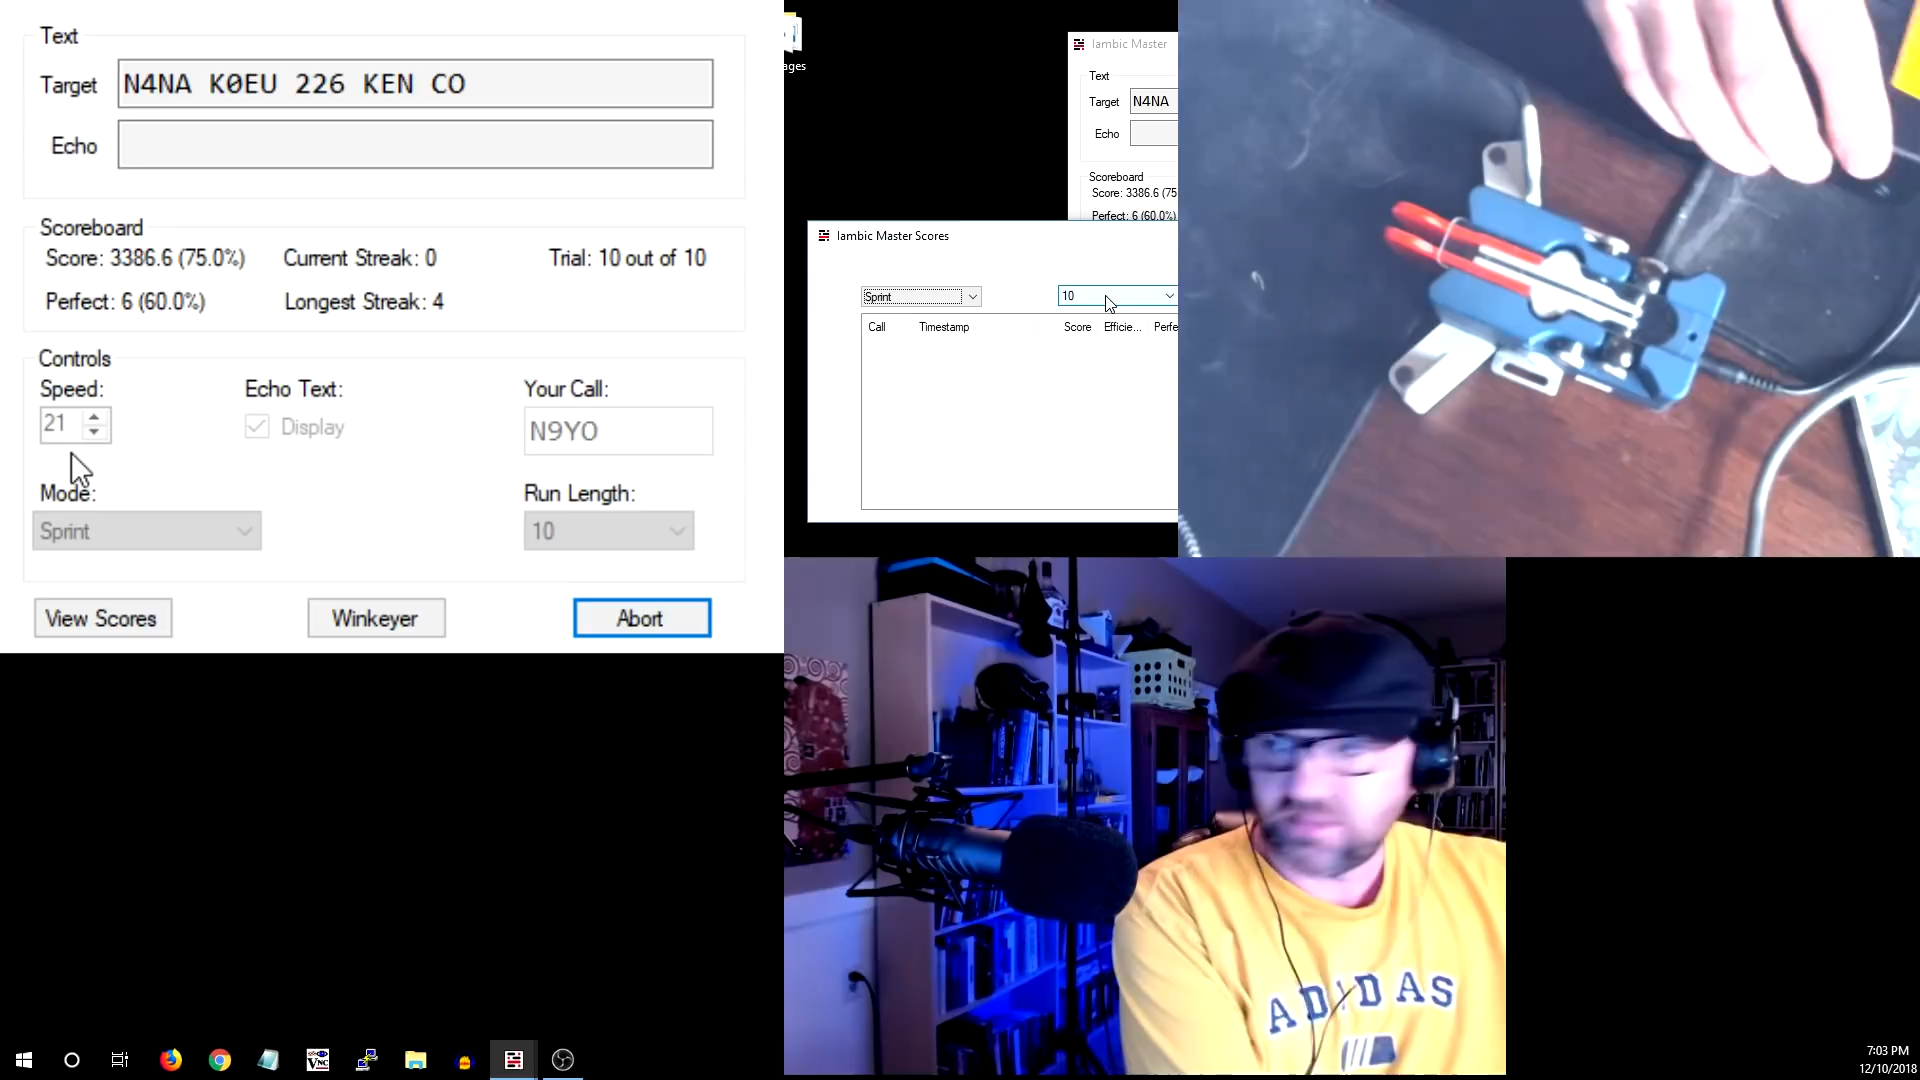 Text
Target N4NA K0EU 226 KEN CO
Echo
Scoreboard
Score: 3386.6 (75.0%) Current Streak: 0 Trial: 10 out of 10
Perfect: 6 (60.0%) Longest Streak: 4
Controls
Speed: Echo Text: Your Call:
21 Display N9YO
Mode: Run Length:
Sprint 10
View Scores Winkeyer Abort
ages
Iambic Master
Text
Target N4NA
Echo
Scoreboard
Score: 3386.6 (75
Perfect: 6 (60.0%)
Iambic Master Scores
Sprint 10
Call Timestamp Score Efficie... Perfe
ADIDAS
7:03 PM
12/10/2018